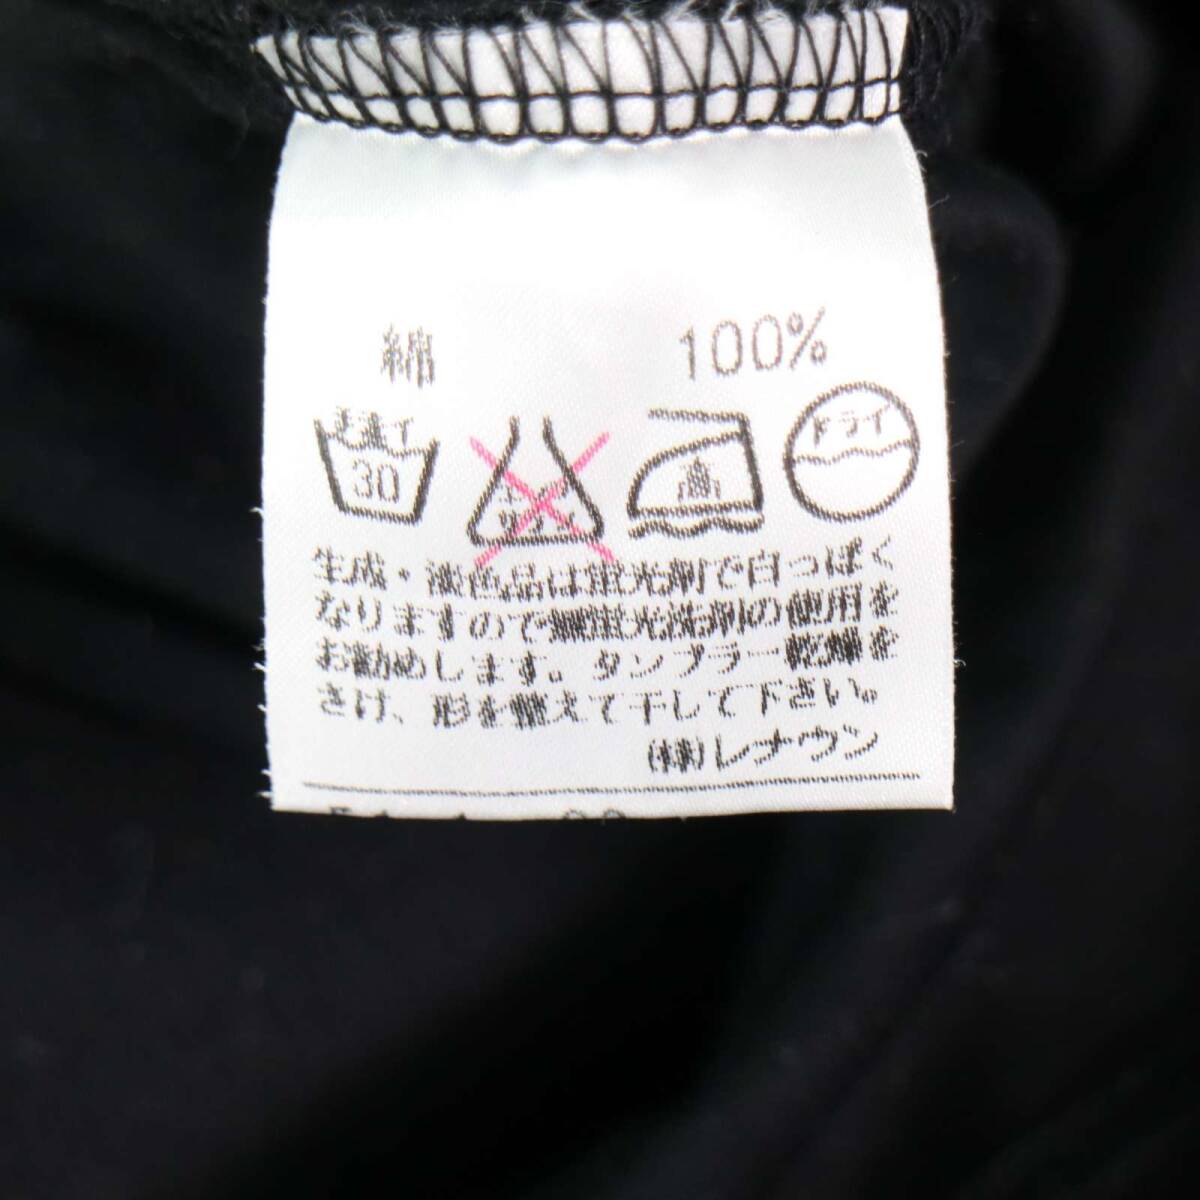 綿 100%
30
高
ドライ
生成・淡色品は蛍光剤で白っぽく
なりますので無蛍光洗剤の使用を
お勧めします。タンブラー乾燥を
さけ、形を整えて干して下さい。
(株)レナウン